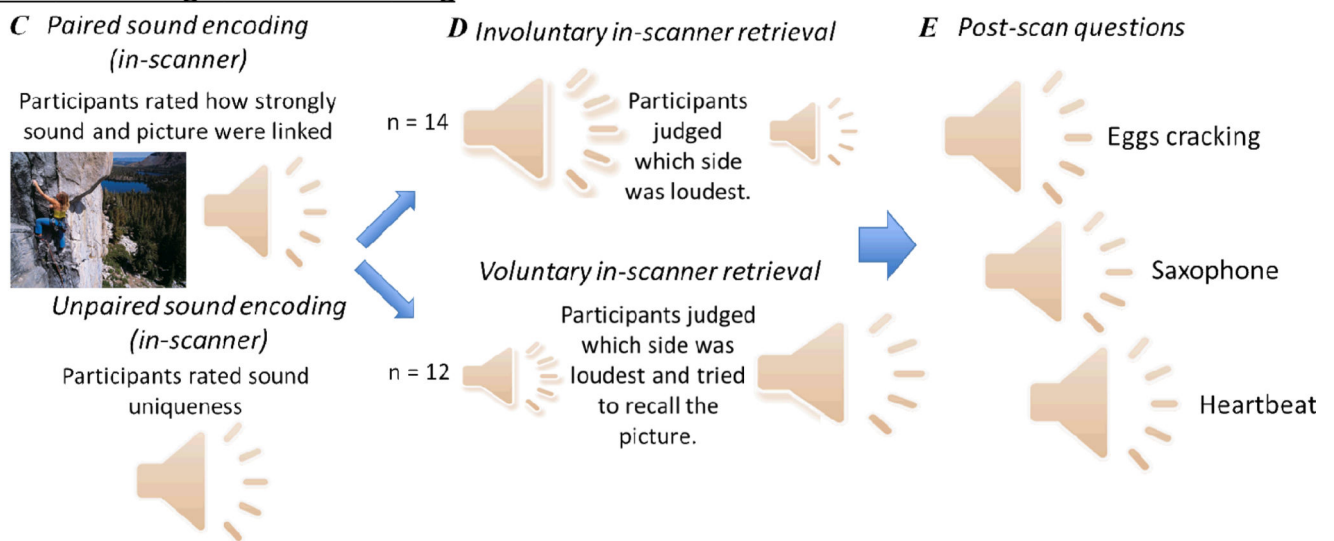 C Paired sound encoding
(in-scanner)
Participants rated how strongly
sound and picture were linked
Unpaired sound encoding
(in-scanner)
Participants rated sound
uniqueness
D Involuntary in-scanner retrieval
n = 14
Participants
judged
which side
was loudest.
Voluntary in-scanner retrieval
n = 12
Participants judged
which side was
loudest and tried
to recall the
picture.
E Post-scan questions
Eggs cracking
Saxophone
Heartbeat